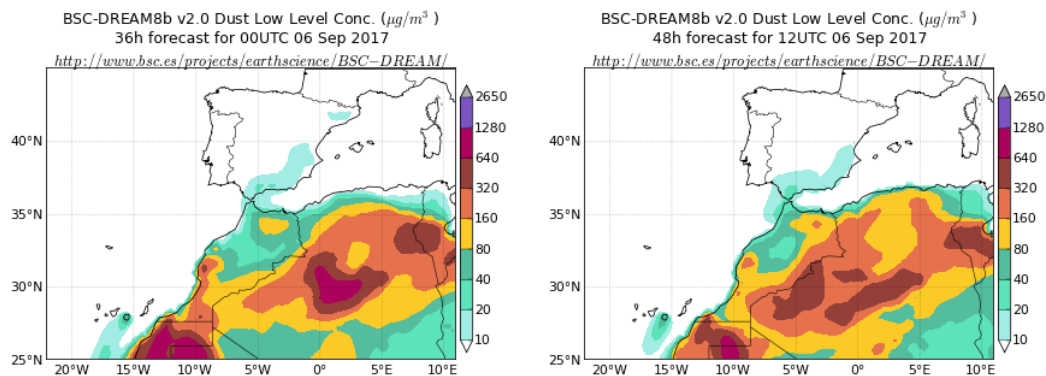 BSC-DREAM8b v2.0 Dust Low Level Conc. (µg/m³ )
36h forecast for 00UTC 06 Sep 2017
http://www.bsc.es/projects/earthscience/BSC−DREAM/
40°N
35°N
30°N
25°N
20°W
15°W
10°W
5°W
0°
5°E
10°E
2650
1280
640
320
160
80
40
20
10
BSC-DREAM8b v2.0 Dust Low Level Conc. (µg/m³ )
48h forecast for 12UTC 06 Sep 2017
http://www.bsc.es/projects/earthscience/BSC−DREAM/
40°N
35°N
30°N
25°N
20°W
15°W
10°W
5°W
0°
5°E
10°E
2650
1280
640
320
160
80
40
20
10